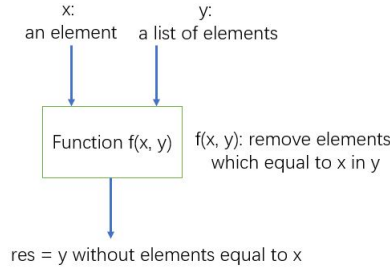 x:
an element
y:
a list of elements
Function f(x, y)
f(x, y): remove elements
which equal to x in y
res = y without elements equal to x